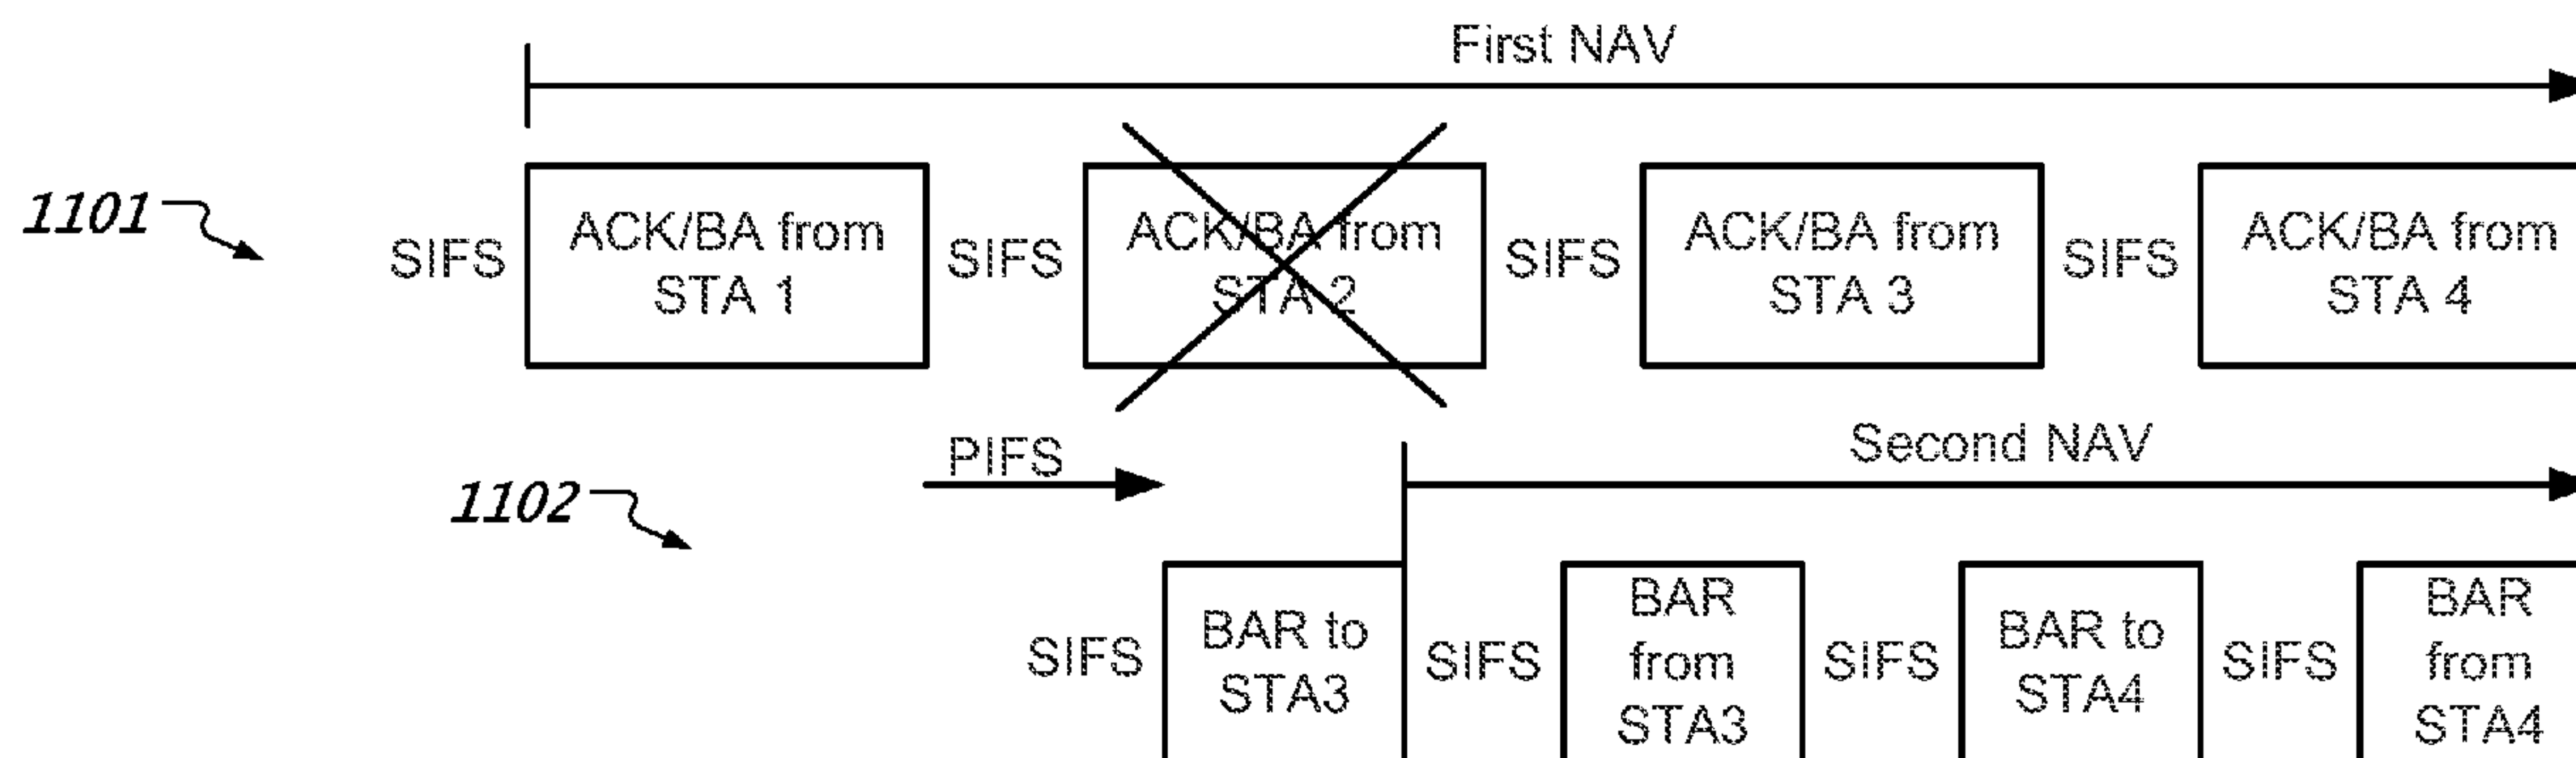 First NAV
1101
SIFS
ACK/BA from
STA 1
SIFS
ACK/BA from
STA 2
SIFS
ACK/BA from
STA 3
SIFS
ACK/BA from
STA 4
PIFS
Second NAV
1102
SIFS
BAR to
STA3
SIFS
BAR
from
STA3
SIFS
BAR to
STA4
SIFS
BAR
from
STA4